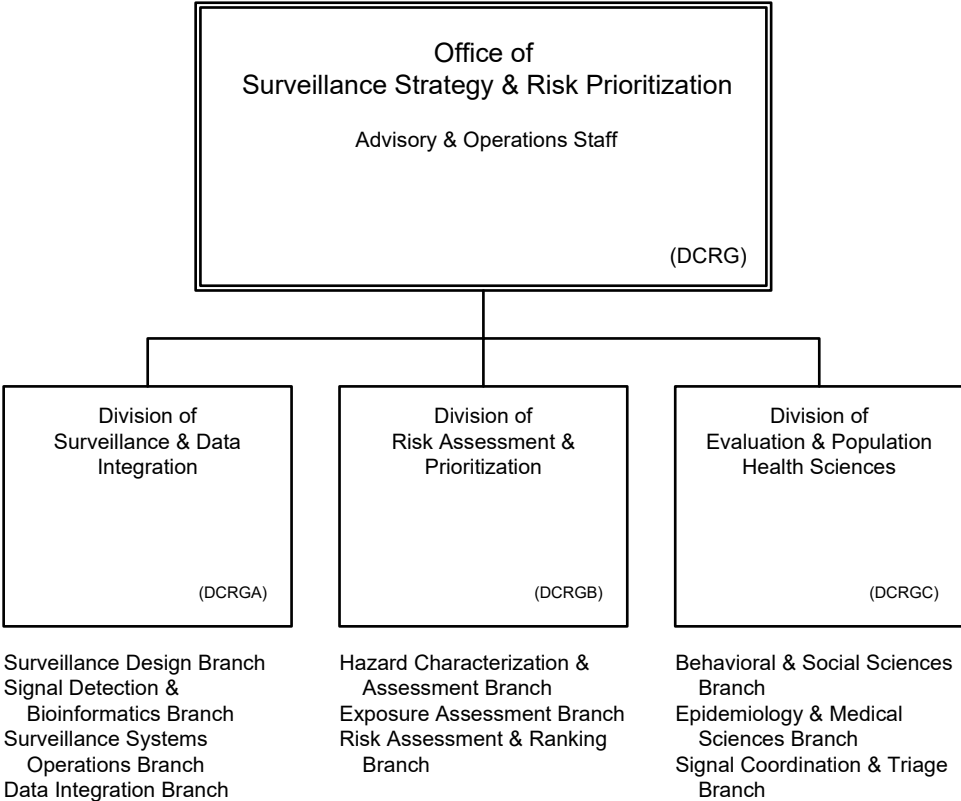 Office of
Surveillance Strategy & Risk Prioritization
Advisory & Operations Staff
(DCRG)
Division of
Surveillance & Data
Integration
(DCRGA)
Surveillance Design Branch
Signal Detection &
Bioinformatics Branch
Surveillance Systems
Operations Branch
Data Integration Branch
Division of
Risk Assessment &
Prioritization
(DCRGB)
Hazard Characterization &
Assessment Branch
Exposure Assessment Branch
Risk Assessment & Ranking
Branch
Division of
Evaluation & Population
Health Sciences
(DCRGC)
Behavioral & Social Sciences
Branch
Epidemiology & Medical
Sciences Branch
Signal Coordination & Triage
Branch